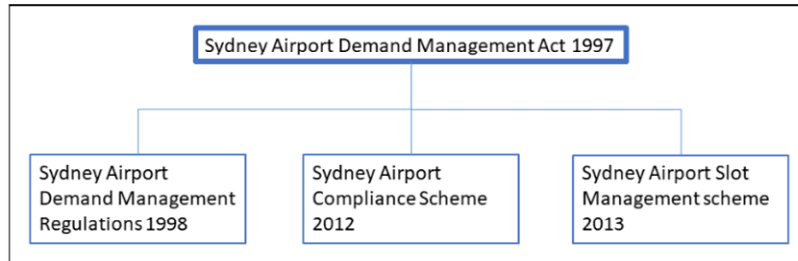 Sydney Airport Demand Management Act 1997
Sydney Airport
Demand Management
Regulations 1998
Sydney Airport
Compliance Scheme
2012
Sydney Airport Slot
Management scheme
2013